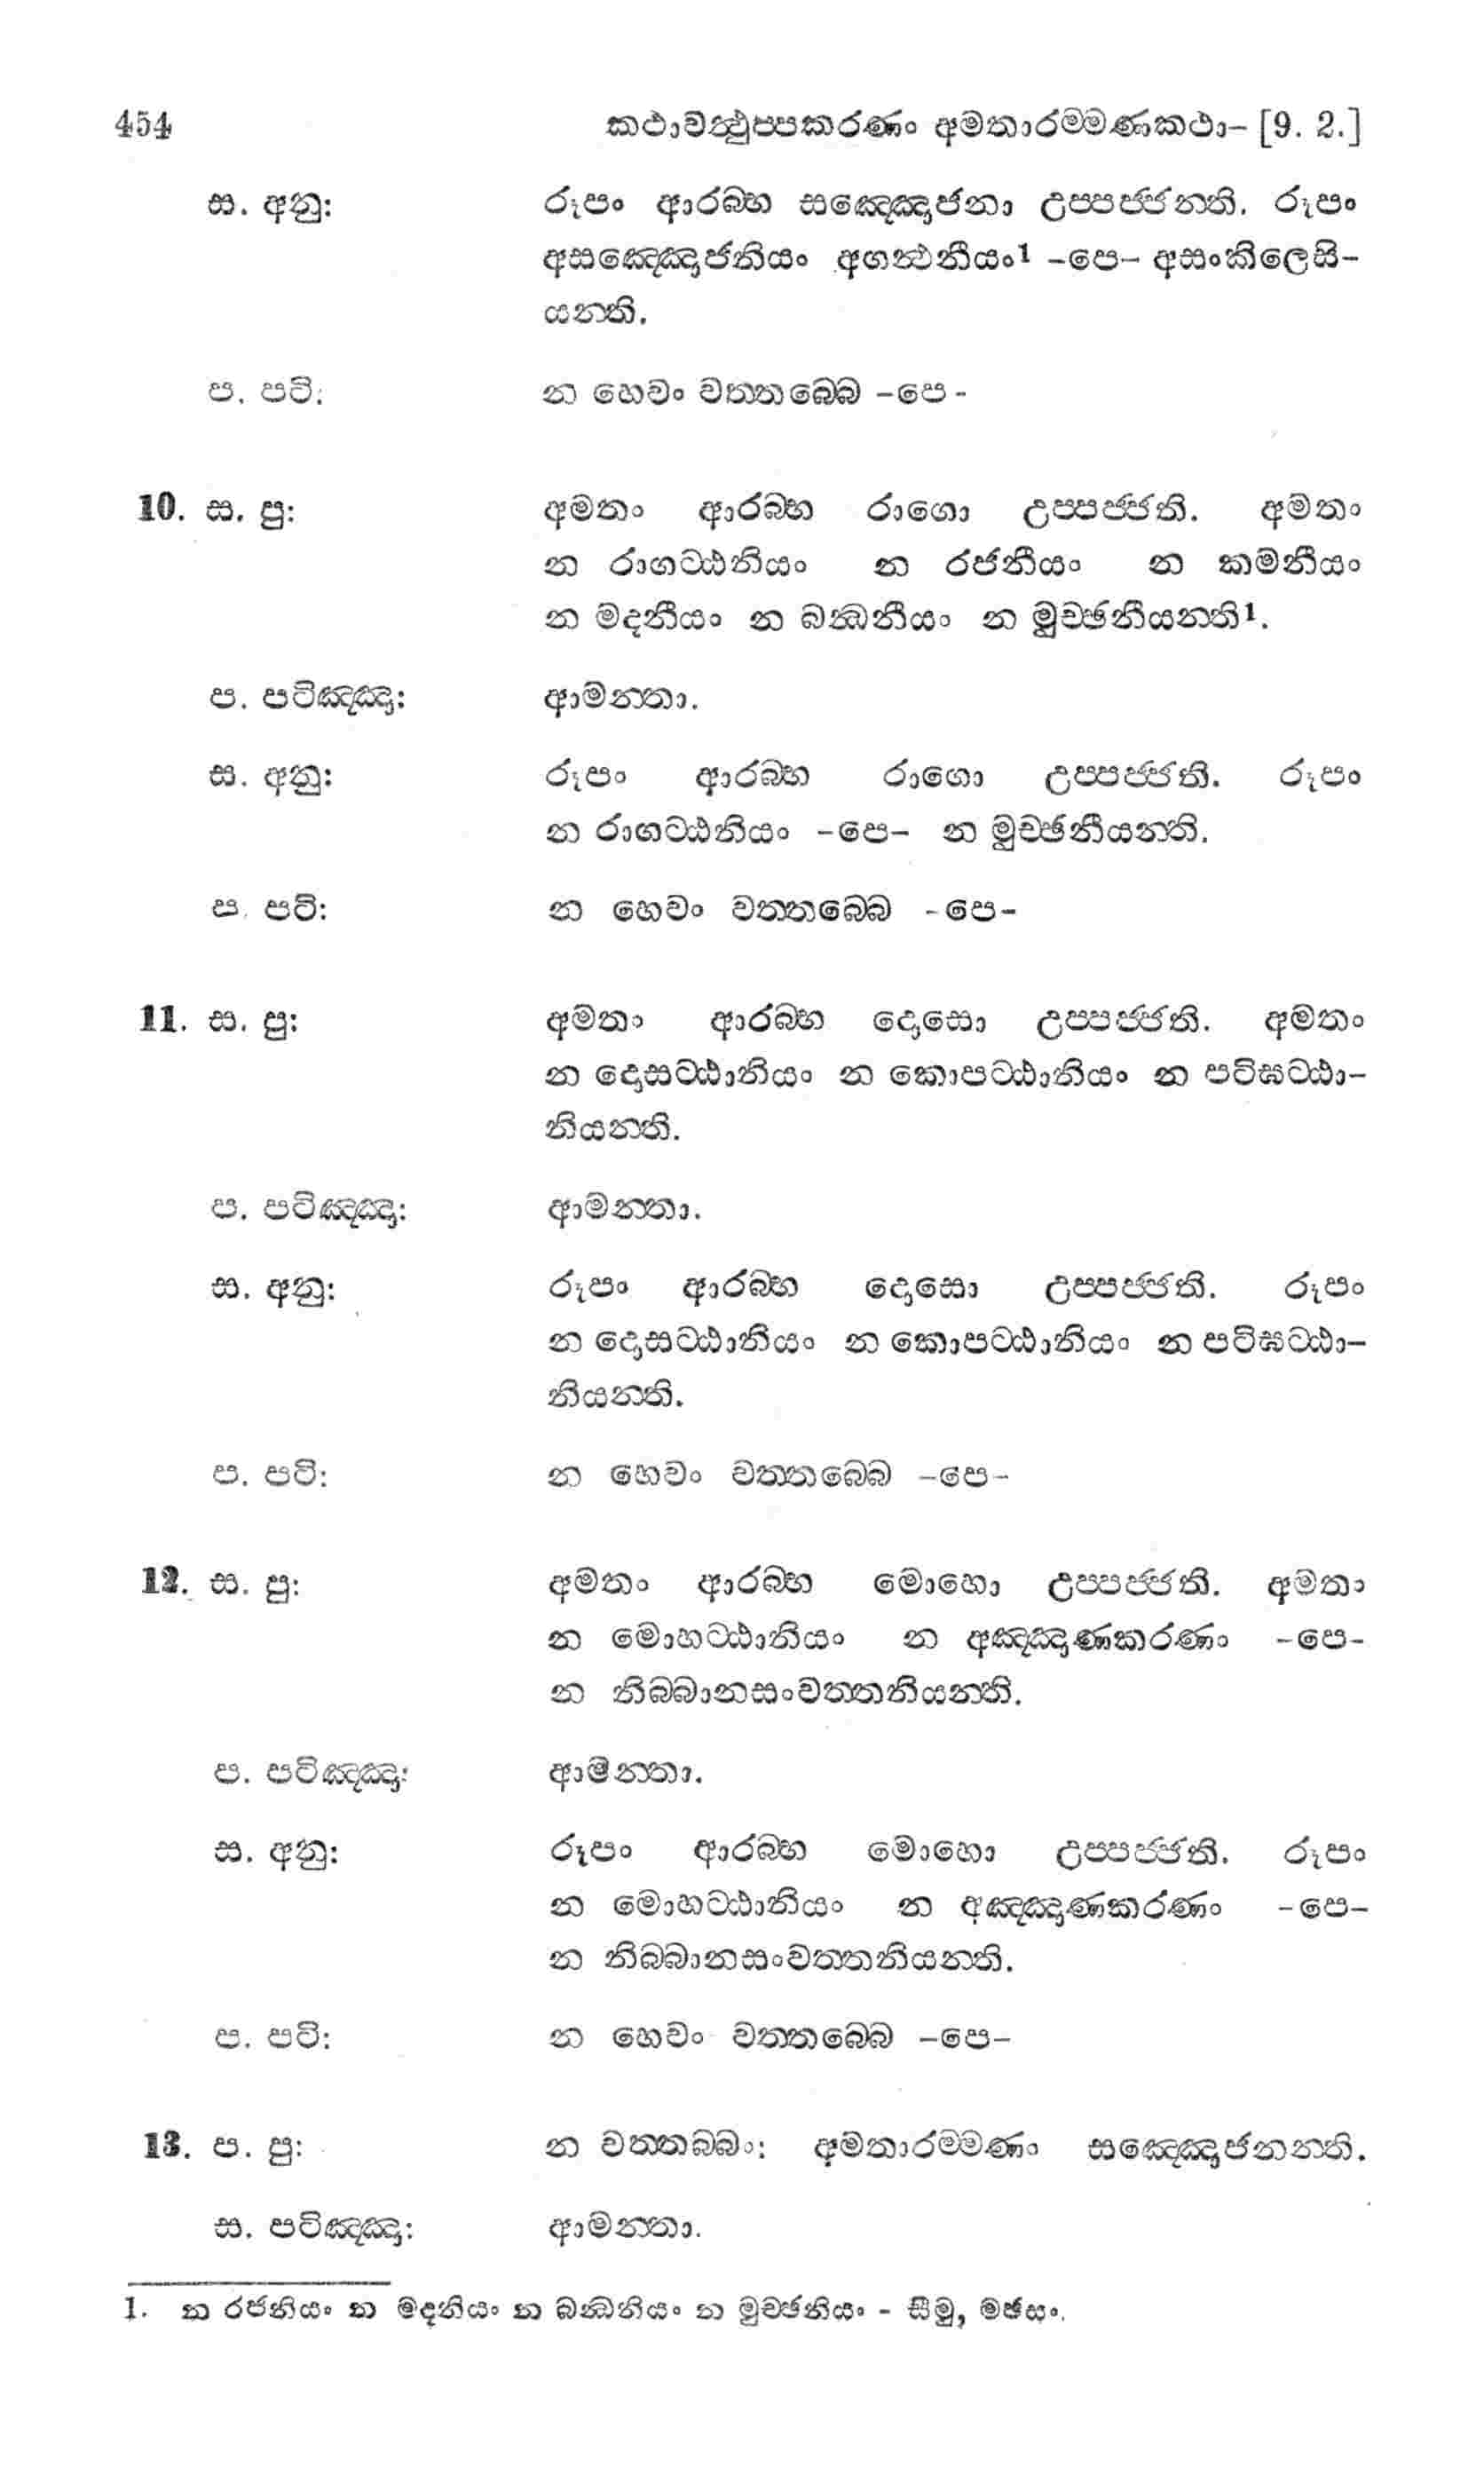 454 කථාවත්‍ථුප්පකරණං අමතාරම්මණකථා- [9. 2.]
ස. අනු: රූපං ආරබ්භ සඤ්ඤොජනා උප්පජ්ජන්ති. රූපං
අසඤ්ඤොජනියං අගන්‍ථනීයං1 -පෙ- අසංකිලෙසි-
යන්ති.
ප. පටි: න හෙවං වත්තබ්බෙ -පෙ-
10. ස. පු: අමතං ආරබ්භ රාගො උප්පජ්ජති. අමතං
න රාගට්ඨනියං න රජනීයං න කමනීයං
න මදනීයං න බන්‍ධනීයං න මුච්ඡනීයන්ති1.
ප. පටිඤ්ඤා: ආමන්තා.
ස. අනු: රූපං ආරබ්භ රාගො උප්පජ්ජති. රූපං
න රාගට්ඨනියං -පෙ- න මුච්ඡනීයන්ති.
ප. පටි: න හෙවං වත්තබ්බෙ -පෙ-
11. ස. පු: අමතං ආරබ්භ දොසො උප්පජ්ජති. අමතං
න දොසට්ඨානියං න කොපට්ඨානියං න පටිඝට්ඨා-
නියන්ති.
ප. පටිඤ්ඤා: ආමන්තා.
ස. අනු: රූපං ආරබ්භ දොසො උප්පජ්ජති. රූපං
න දොසට්ඨානියං න කොපට්ඨානියං න පටිඝට්ඨා-
නියන්ති.
ප. පටි: න හෙවං වත්තබ්බෙ -පෙ-
12. ස. පු: අමතං ආරබ්භ මොහො උප්පජ්ජති. අමතං
න මොහට්ඨානියං න අඤ්ඤාණකරණං -පෙ-
න නිබ්බානසංවත්තනියන්ති.
ප. පටිඤ්ඤා: ආමන්තා.
ස. අනු: රූපං ආරබ්භ මොහො උප්පජ්ජති. රූපං
න මොහට්ඨානියං න අඤ්ඤාණකරණං -පෙ-
න නිබ්බානසංවත්තනියන්ති.
ප. පටි: න හෙවං වත්තබ්බෙ -පෙ-
13. ප. පු: න වත්තබ්බං: අමතාරම්මණං සඤ්ඤොජනන්ති.
ස. පටිඤ්ඤා: ආමන්තා.
1. න රජනියං න මදනියං න බන්‍ධනියං න මුච්ඡනියං - සීමු, මඡසං.